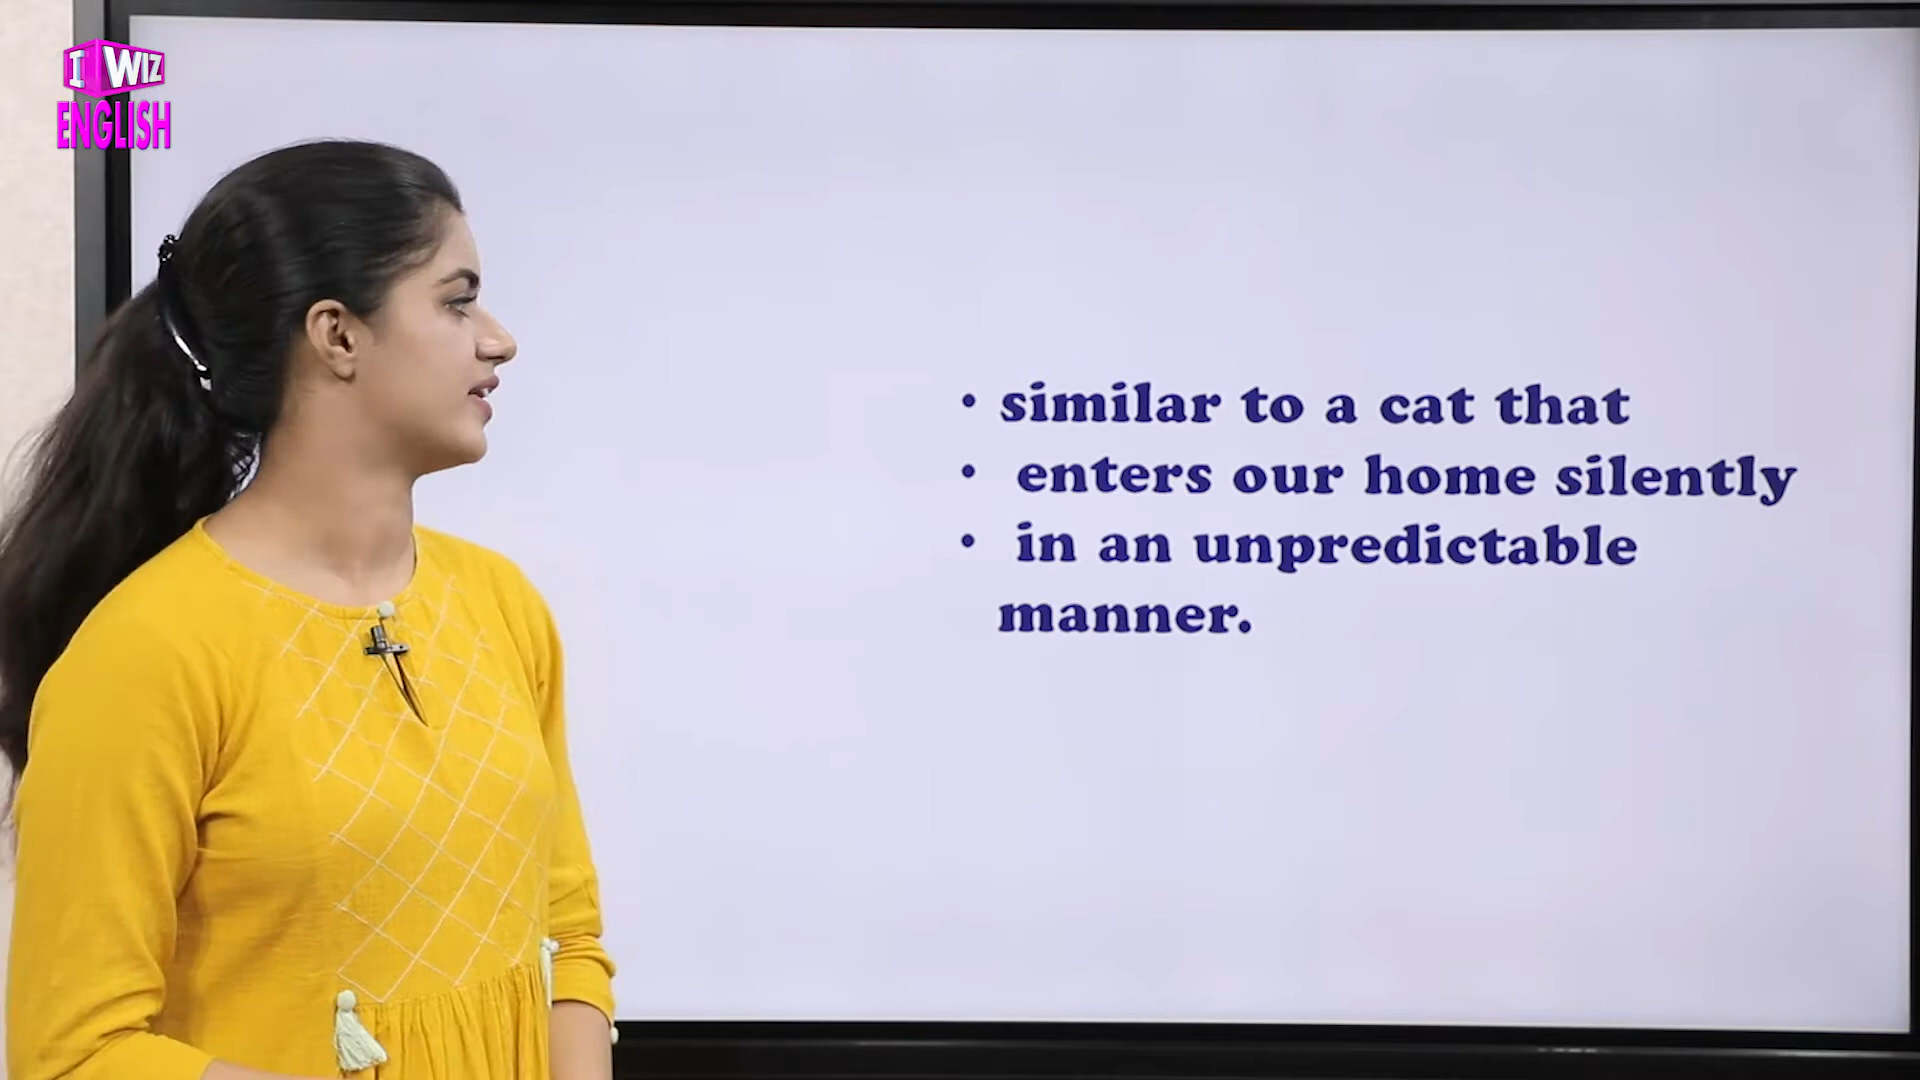 I WIZ
ENGLISH
• similar to a cat that
• enters our home silently
• in an unpredictable
manner.